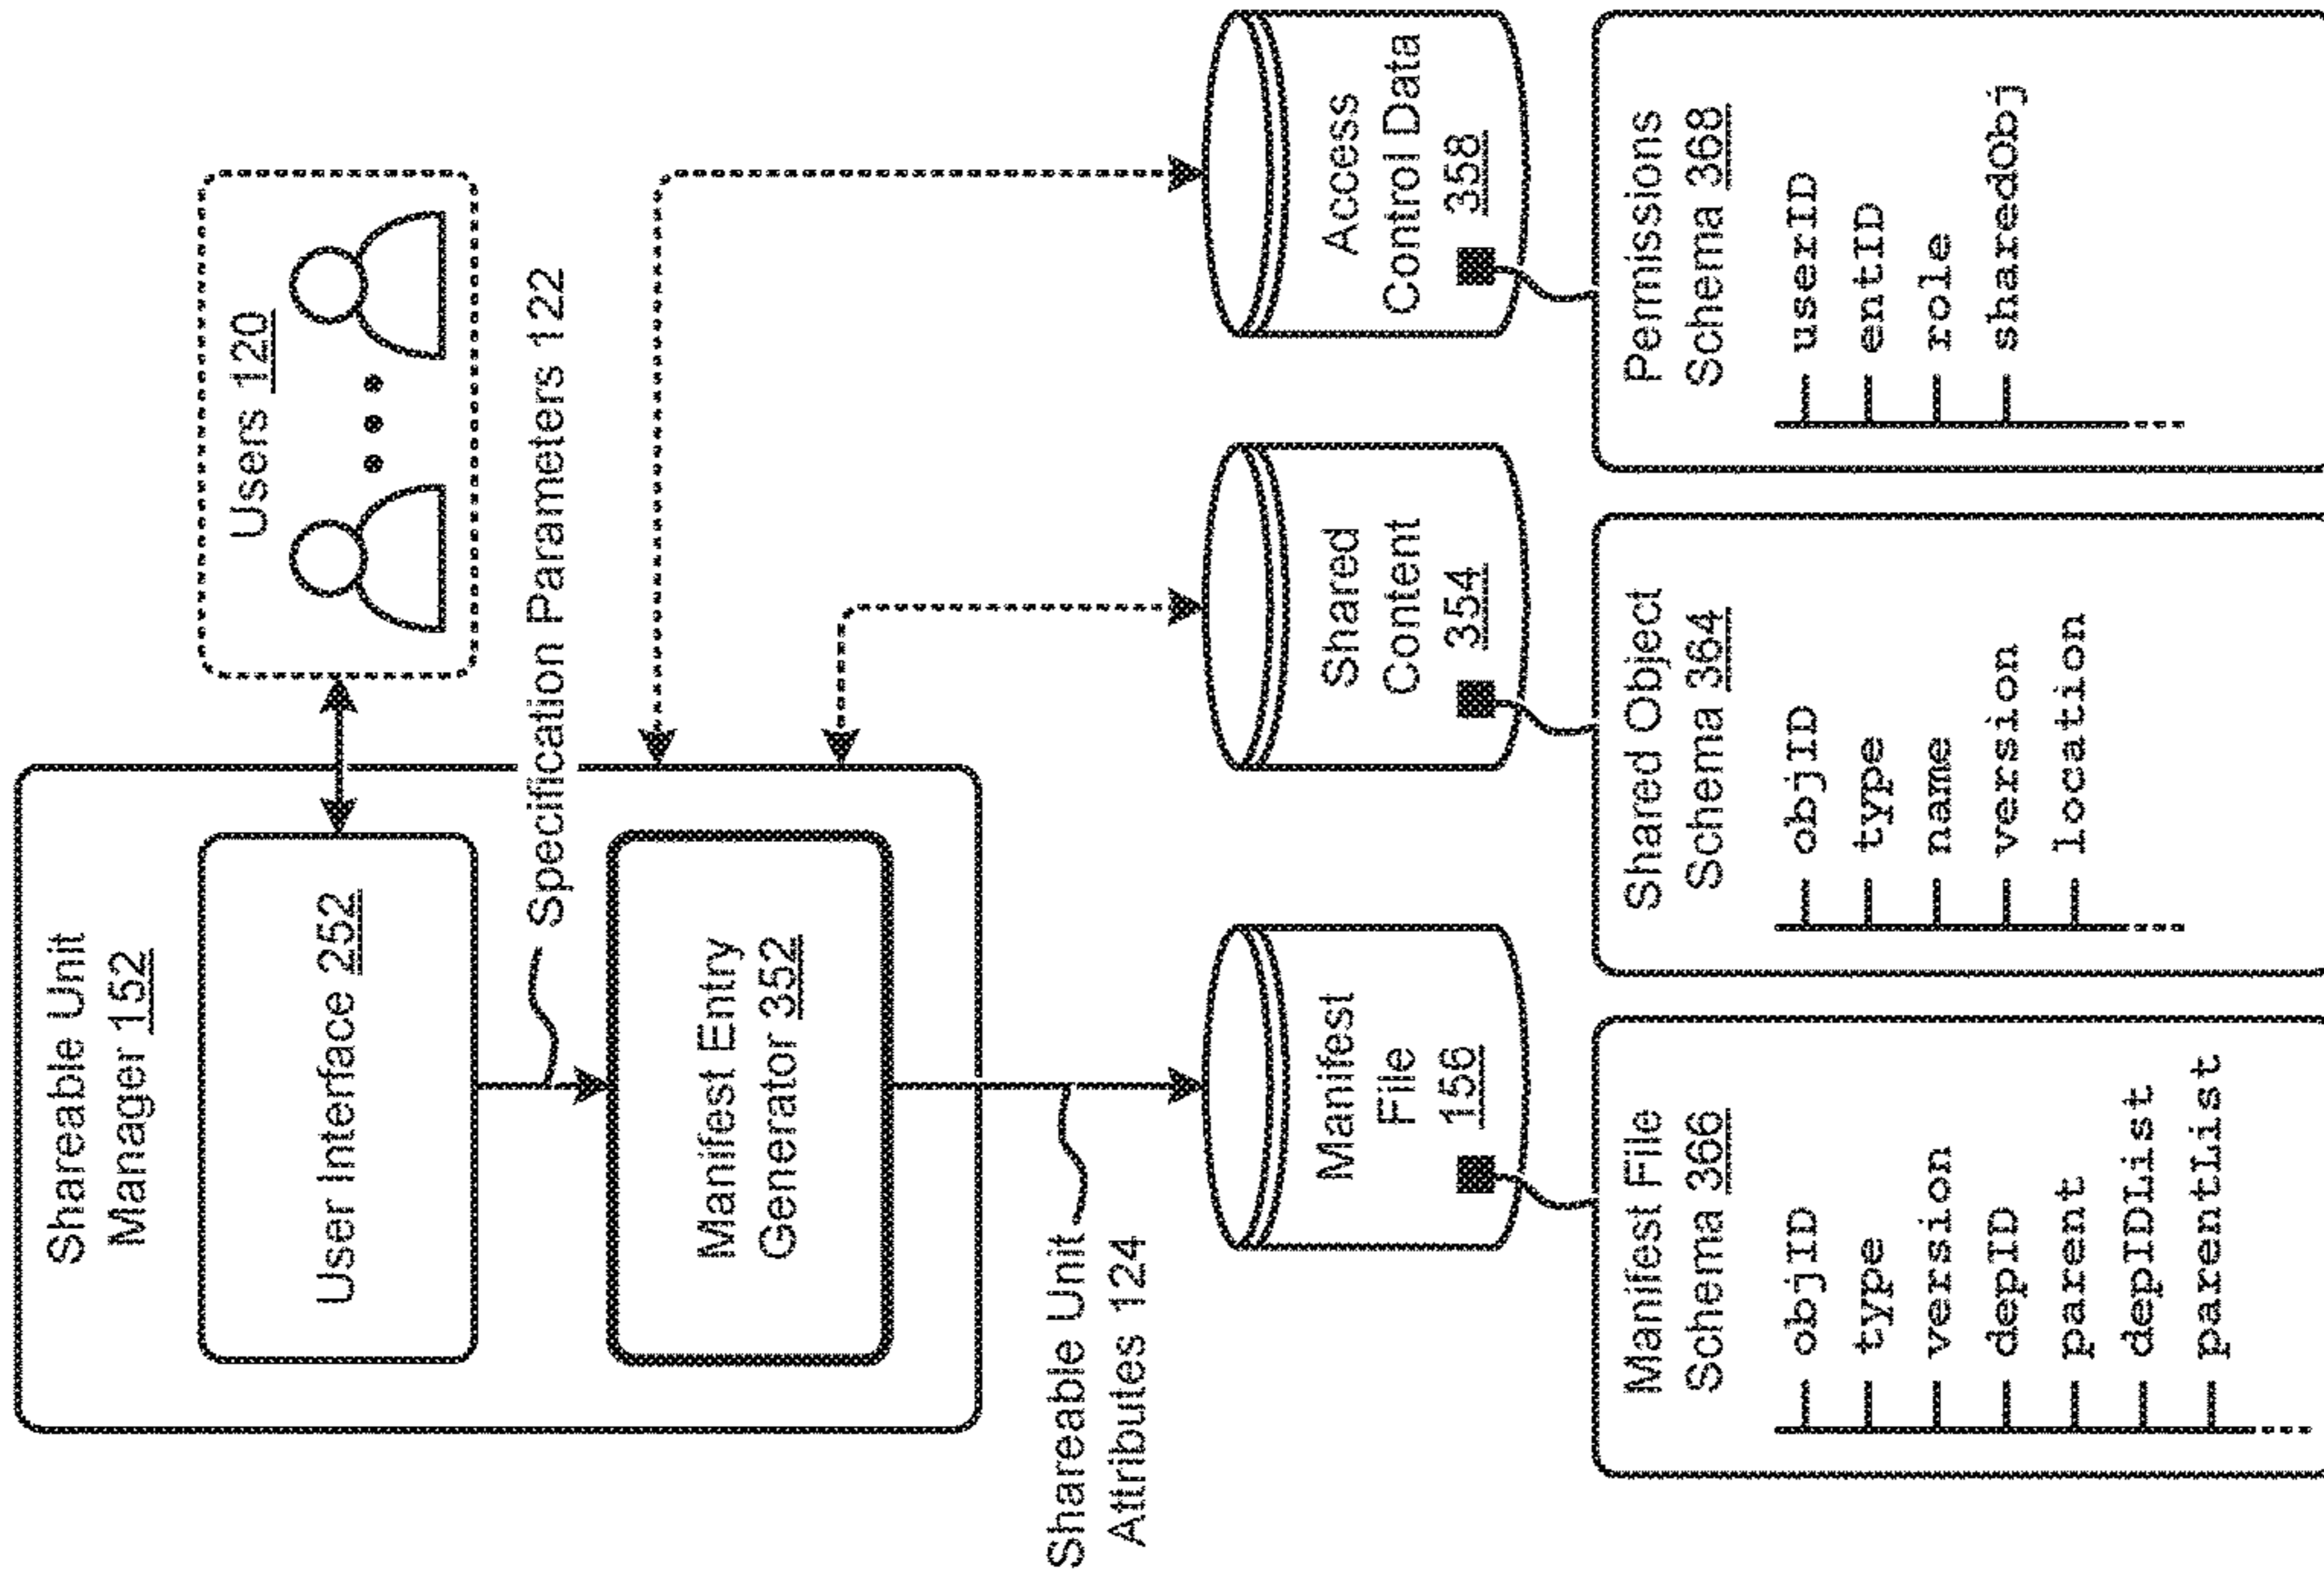 Shareable Unit
Manager 152
User Interface 252
Users 120
Specification Parameters 122
Manifest Entry
Generator 352
Shareable Unit
Attributes 124
Manifest
File
156
Shared
Content
354
Access
Control Data
358
Manifest File
Schema 366
objID
type
version
depID
parent
depIDList
parentList
Shared Object
Schema 364
objID
type
name
version
location
Permissions
Schema 368
userID
entID
role
sharedObj